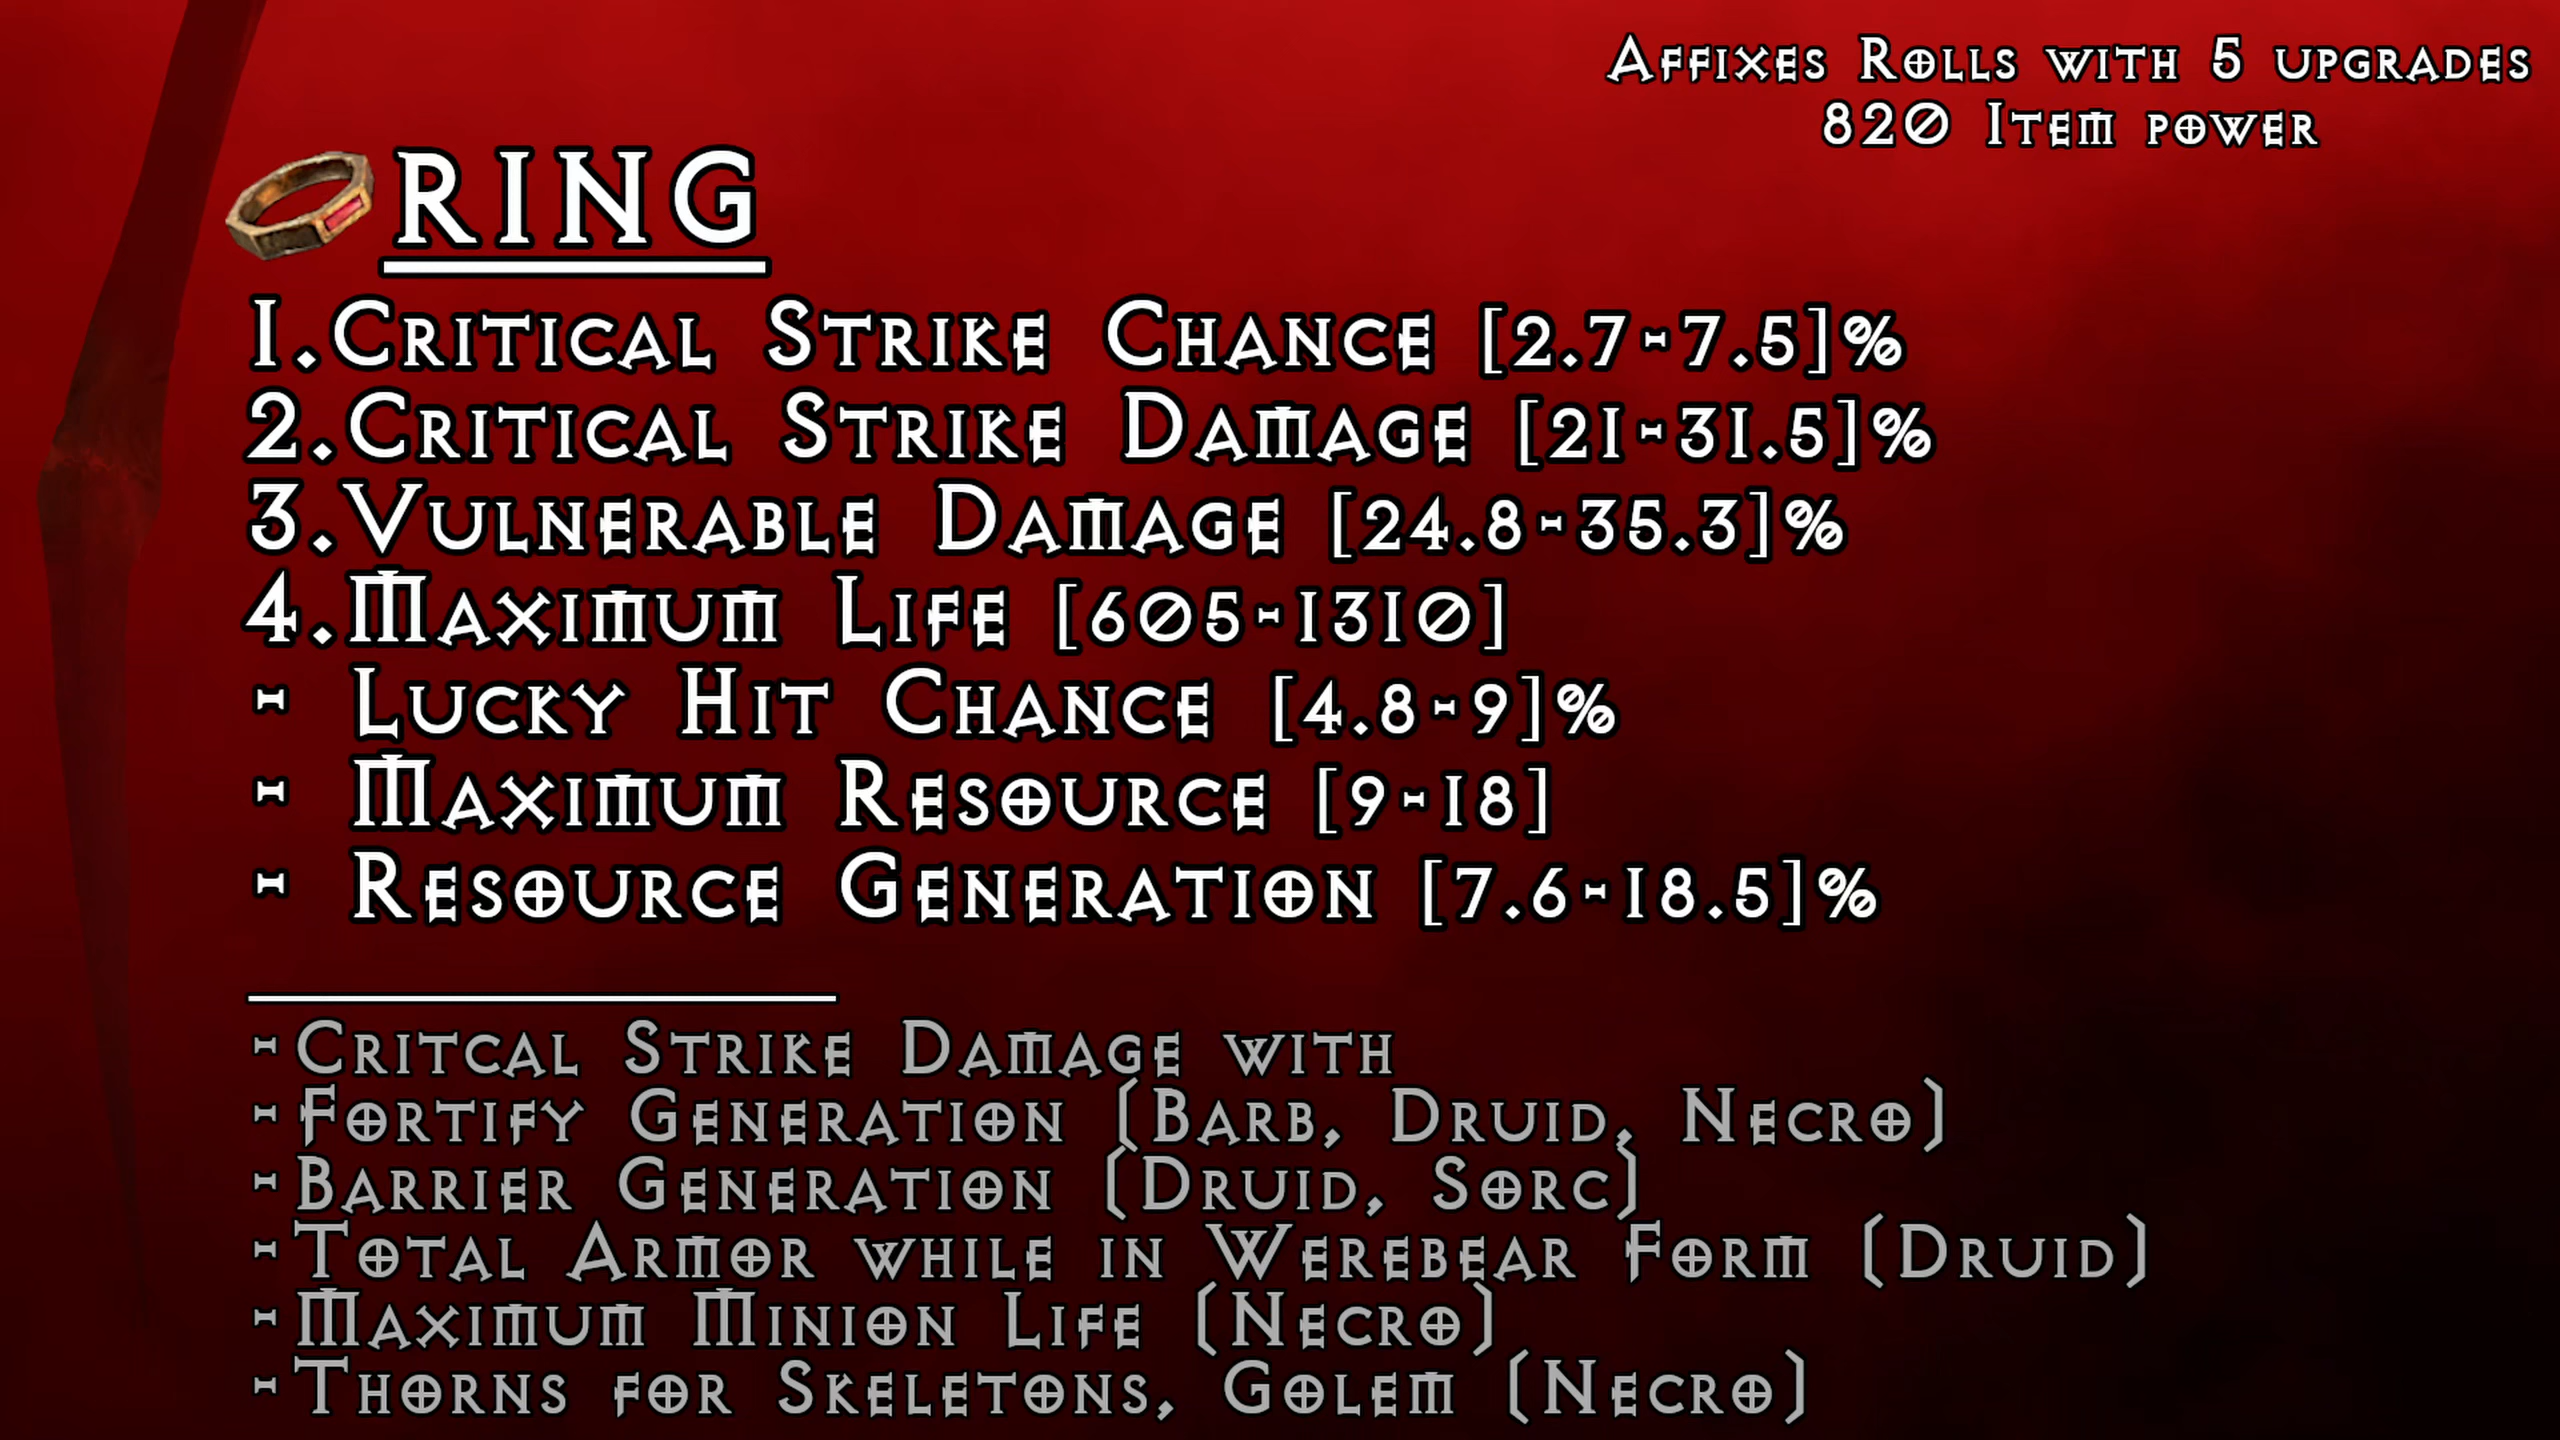 Affixes Rolls with 5 upgrades
820 Item power
RING
1.Critical Strike Chance [2.7-7.5]%
2.Critical Strike Damage [21-31.5]%
3.Vulnerable Damage [24.8-35.3]%
4.Maximum Life [605-1310]
- Lucky Hit Chance [4.8-9]%
- Maximum Resource [9-18]
- Resource Generation [7.6-18.5]%
-Critcal Strike Damage with
-Fortify Generation (Barb, Druid, Necro)
-Barrier Generation (Druid, Sorc)
-Total Armor while in Werebear Form (Druid)
-Maximum Minion Life (Necro)
-Thorns for Skeletons, Golem (Necro)